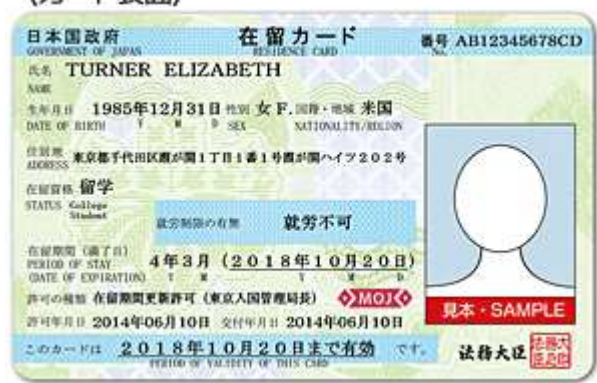 (カード表面)
日本国政府 在留カード 番号 AB12345678CD
GOVERNMENT OF JAPAN RESIDENCE CARD No.
氏名 TURNER ELIZABETH
NAME
生年月日 1985年12月31日 性別 女 F. 国籍・地域 米国
DATE OF BIRTH Y M D SEX NATIONALITY/REGION
住居地 東京都千代田区霞が関1丁目1番1号霞が関ハイツ202号
ADDRESS
在留資格 留学
STATUS College
Student
就労制限の有無 就労不可
在留期間(満了日) 4年3月(2018年10月20日)
PERIOD OF STAY
(DATE OF EXPIRATION) Y M Y M D
許可の種類 在留期間更新許可(東京入国管理局長) MOJ
見本・SAMPLE
許可年月日 2014年06月10日 交付年月日 2014年06月10日
このカードは 2018年10月20日まで有効 です。 法務大臣
PERIOD OF VALIDITY OF THIS CARD